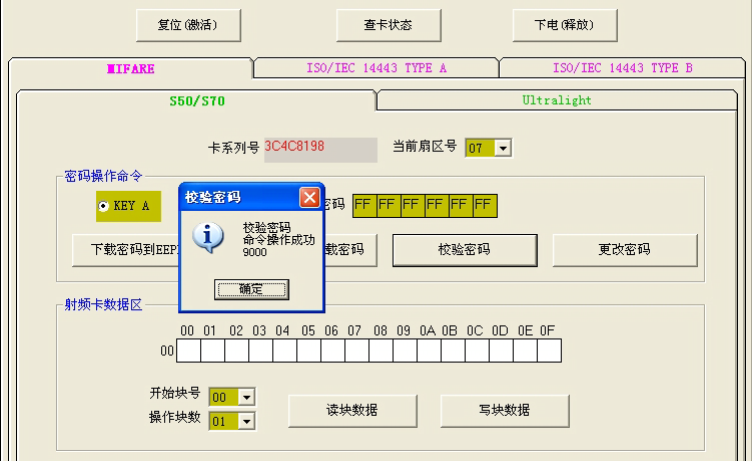 复位(激活) 查卡状态 下电(释放)
MIFARE ISO/IEC 14443 TYPE A ISO/IEC 14443 TYPE B
S50/S70 Ultralight
卡系列号 3C4C8198 当前扇区号 07
密码操作命令
KEY A 密码 FF FF FF FF FF FF
校验密码
校验密码
命令操作成功
9000
确定
下载密码到EEP 载密码 校验密码 更改密码
射频卡数据区
00 01 02 03 04 05 06 07 08 09 0A 0B 0C 0D 0E 0F
00
开始块号 00
操作块数 01
读块数据 写块数据